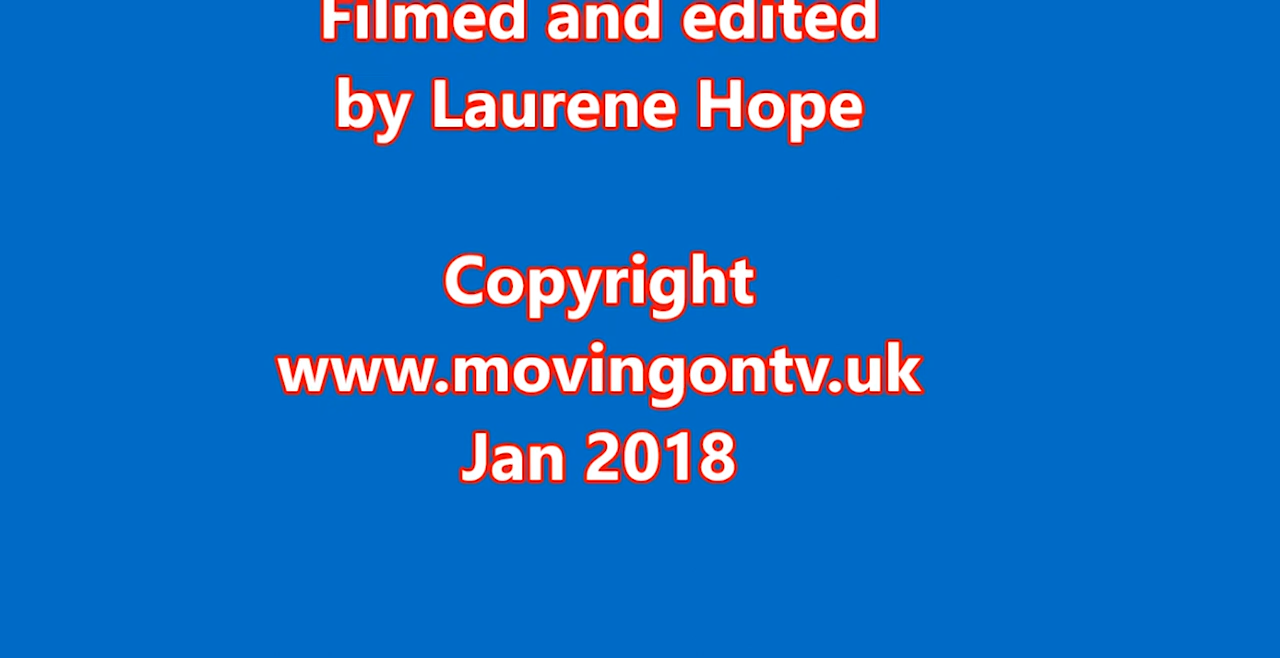 Filmed and edited
by Laurene Hope
Copyright
www.movingontv.uk
Jan 2018